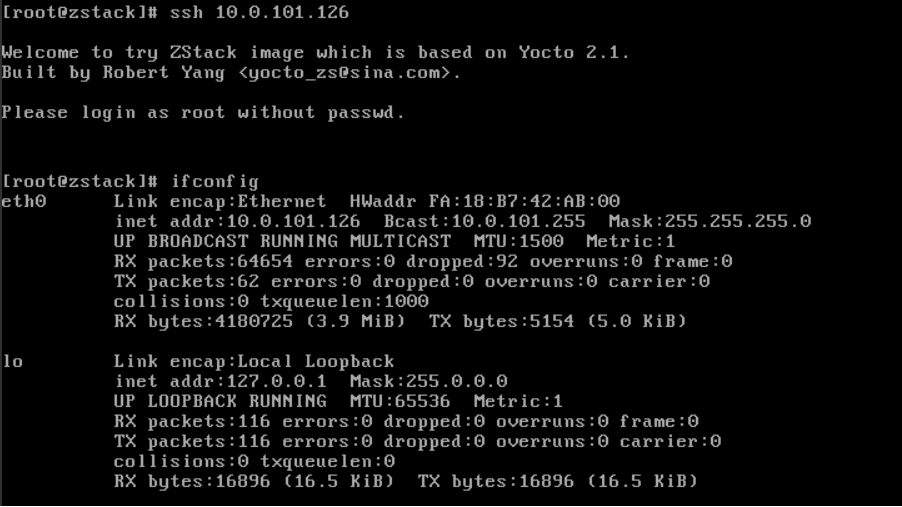 [root@zstack]# ssh 10.0.101.126
Welcome to try ZStack image which is based on Yocto 2.1.
Built by Robert Yang <yocto_zs@sina.com>.
Please login as root without passwd.
[root@zstack]# ifconfig
eth0      Link encap:Ethernet  HWaddr FA:18:B7:42:AB:00
          inet addr:10.0.101.126  Bcast:10.0.101.255  Mask:255.255.255.0
          UP BROADCAST RUNNING MULTICAST  MTU:1500  Metric:1
          RX packets:64654 errors:0 dropped:92 overruns:0 frame:0
          TX packets:62 errors:0 dropped:0 overruns:0 carrier:0
          collisions:0 txqueuelen:1000
          RX bytes:4180725 (3.9 MiB)  TX bytes:5154 (5.0 KiB)
lo        Link encap:Local Loopback
          inet addr:127.0.0.1  Mask:255.0.0.0
          UP LOOPBACK RUNNING  MTU:65536  Metric:1
          RX packets:116 errors:0 dropped:0 overruns:0 frame:0
          TX packets:116 errors:0 dropped:0 overruns:0 carrier:0
          collisions:0 txqueuelen:0
          RX bytes:16896 (16.5 KiB)  TX bytes:16896 (16.5 KiB)